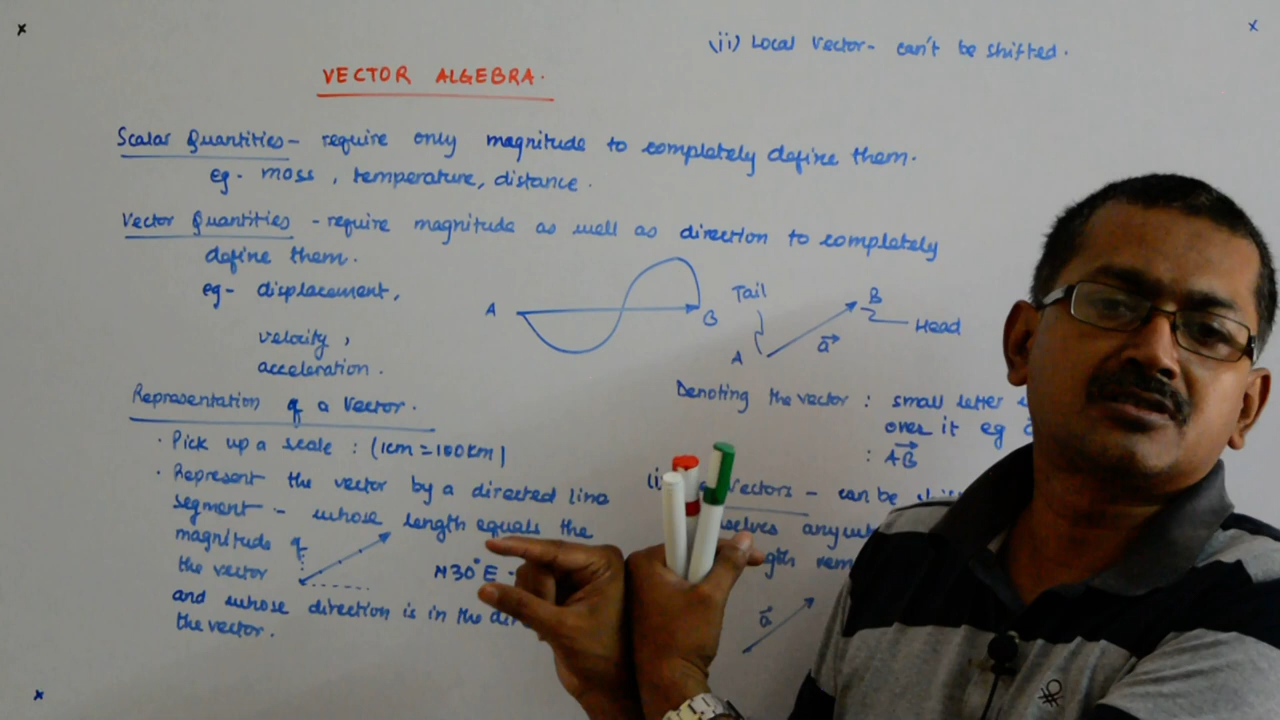 (ii) Local Vector - can't be shifted.
VECTOR ALGEBRA.
Scalar Quantities - require only magnitude to completely define them.
eg. mass, temperature, distance.
Vector Quantities - require magnitude as well as direction to completely
define them.
eg - displacement,
velocity,
acceleration.
A B
Tail
A
B
Head
a
Representation of a Vector.
. Pick up a scale : (1cm = 100km)
. Represent the vector by a directed line
segment - whose length equals the
magnitude of
the vector
N30°E
and whose direction is in the
the vector.
Denoting the vector : small letter
over it eg
: AB
(i) Vectors - can be
a